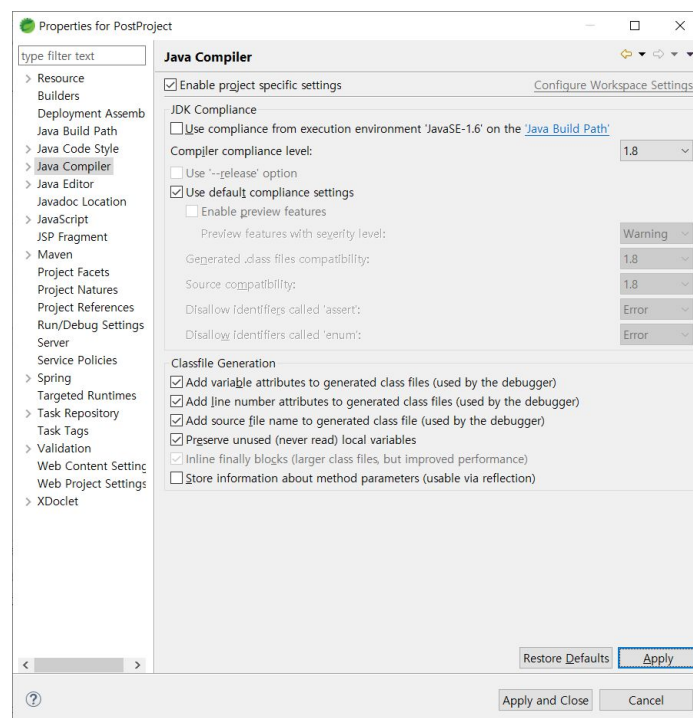 Properties for PostProject
type filter text
Resource
Builders
Deployment Assemb
Java Build Path
Java Code Style
Java Compiler
Java Editor
Javadoc Location
JavaScript
JSP Fragment
Maven
Project Facets
Project Natures
Project References
Run/Debug Settings
Server
Service Policies
Spring
Targeted Runtimes
Task Repository
Task Tags
Validation
Web Content Setting
Web Project Settings
XDoclet
Java Compiler
Enable project specific settings Configure Workspace Settings
JDK Compliance
Use compliance from execution environment 'JavaSE-1.6' on the 'Java Build Path'
Compiler compliance level: 1.8
Use '--release' option
Use default compliance settings
Enable preview features
Preview features with severity level: Warning
Generated .class files compatibility: 1.8
Source compatibility: 1.8
Disallow identifiers called 'assert': Error
Disallow identifiers called 'enum': Error
Classfile Generation
Add variable attributes to generated class files (used by the debugger)
Add line number attributes to generated class files (used by the debugger)
Add source file name to generated class file (used by the debugger)
Preserve unused (never read) local variables
Inline finally blocks (larger class files, but improved performance)
Store information about method parameters (usable via reflection)
Restore Defaults Apply
Apply and Close Cancel